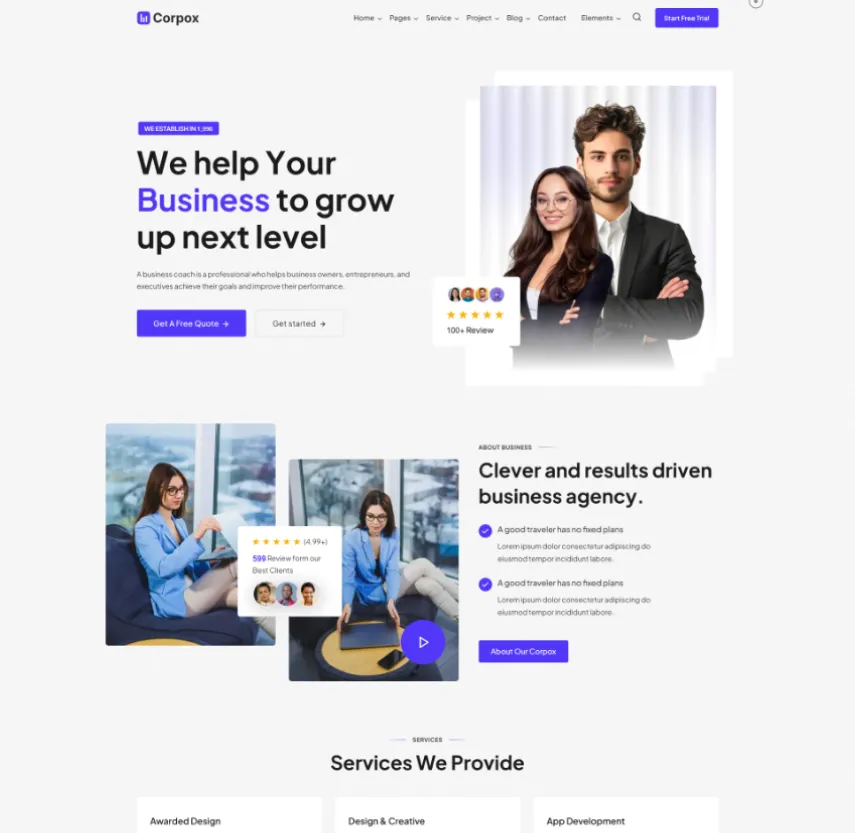 Corpox
Home Pages Service Project Blog Contact Elements
Start Free Trial
WE ESTABLISH IN 1,996
We help Your
Business to grow
up next level
A business coach is a professional who helps business owners, entrepreneurs, and
executives achieve their goals and improve their performance.
Get A Free Quote →
Get started →
100+ Review
(4.99+)
599 Review form our
Best Clients
ABOUT BUSINESS
Clever and results driven
business agency.
A good traveler has no fixed plans
Lorem ipsum dolor consectetur adipiscing do
eiusmod tempor incididunt labore.
A good traveler has no fixed plans
Lorem ipsum dolor consectetur adipiscing do
eiusmod tempor incididunt labore.
About Our Corpox
SERVICES
Services We Provide
Awarded Design
Design & Creative
App Development